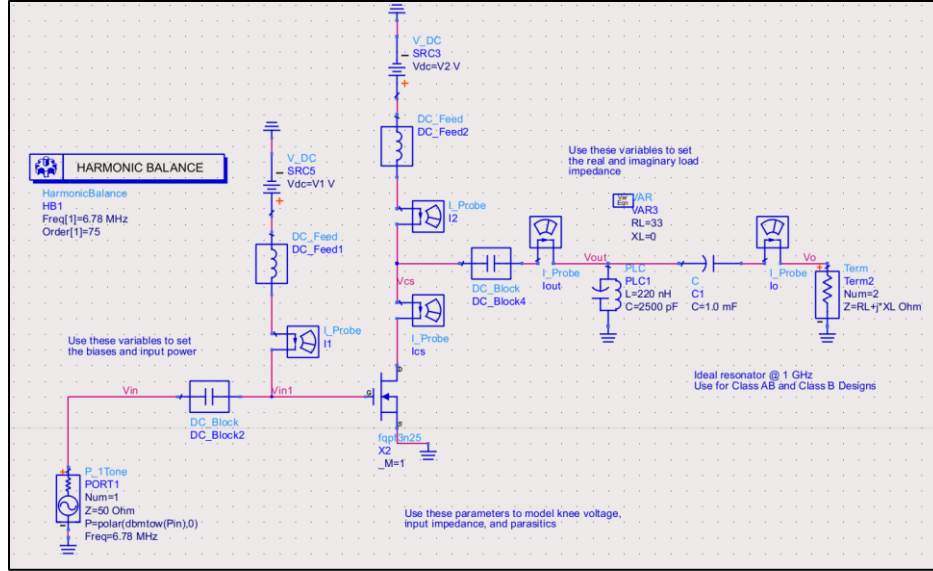 V_DC
SRC3
Vdc=V2 V
DC_Feed
DC_Feed2
HARMONIC BALANCE
HarmonicBalance
HB1
Freq[1]=6.78 MHz
Order[1]=75
V_DC
SRC5
Vdc=V1 V
DC_Feed
DC_Feed1
Use these variables to set
the real and imaginary load
impedance
Var
Eqn
VAR
VAR3
RL=33
XL=0
I_Probe
I2
Vcs
DC_Block
DC_Block4
I_Probe
Iout
Vout
PLC
PLC1
L=220 nH
C=2500 pF
C
C1
C=1.0 mF
I_Probe
Io
Vo
Term
Term2
Num=2
Z=RL+j*XL Ohm
I_Probe
Ics
Use these variables to set
the biases and input power
I_Probe
I1
Vin
DC_Block
DC_Block2
Vin1
G
D
S
fqpf3n25
X2
_M=1
Ideal resonator @ 1 GHz
Use for Class AB and Class B Designs
P_1Tone
PORT1
Num=1
Z=50 Ohm
P=polar(dbmtow(Pin),0)
Freq=6.78 MHz
Use these parameters to model knee voltage,
input impedance, and parasitics